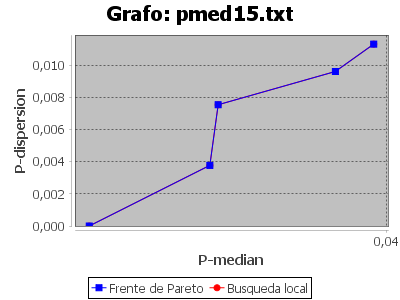 Grafo: pmed15.txt
P-dispersion
0,010
0,008
0,006
0,004
0,002
0,000
0,04
P-median
Frente de Pareto
Busqueda local